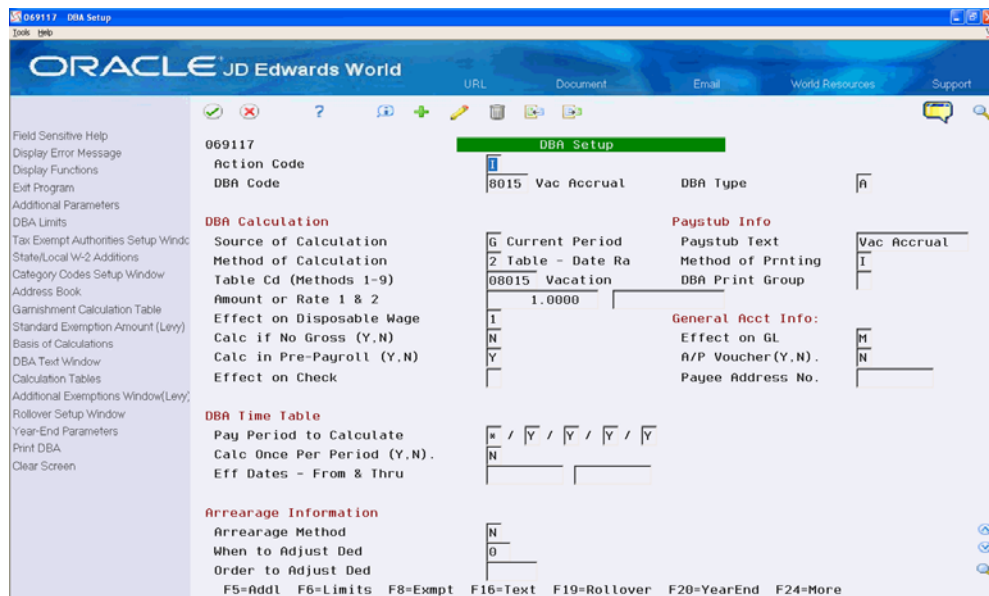 069117 DBA Setup
Tools Help
ORACLE JD Edwards World
URL Document Email World Resources Support
Field Sensitive Help
Display Error Message
Display Functions
Exit Program
Additional Parameters
DBA Limits
Tax Exempt Authorities Setup Windo
State/Local W-2 Additions
Category Codes Setup Window
Address Book
Garnishment Calculation Table
Standard Exemption Amount (Levy)
Basis of Calculations
DBA Text Window
Calculation Tables
Additional Exemptions Window(Levy)
Rollover Setup Window
Year-End Parameters
Print DBA
Clear Screen
069117 DBA Setup
Action Code I
DBA Code 8015 Vac Accrual DBA Type A
DBA Calculation Paystub Info
Source of Calculation G Current Period Paystub Text Vac Accrual
Method of Calculation 2 Table - Date Ra Method of Prnting I
Table Cd (Methods 1-9) 08015 Vacation DBA Print Group
Amount or Rate 1 & 2 1.0000
Effect on Disposable Wage 1 General Acct Info:
Calc if No Gross (Y,N) N Effect on GL M
Calc in Pre-Payroll (Y,N) Y A/P Voucher(Y,N). N
Effect on Check Payee Address No.
DBA Time Table
Pay Period to Calculate * / Y / Y / Y / Y
Calc Once Per Period (Y,N). N
Eff Dates - From & Thru
Arrearage Information
Arrearage Method N
When to Adjust Ded 0
Order to Adjust Ded
F5=Addl F6=Limits F8=Exmpt F16=Text F19=Rollover F20=YearEnd F24=More